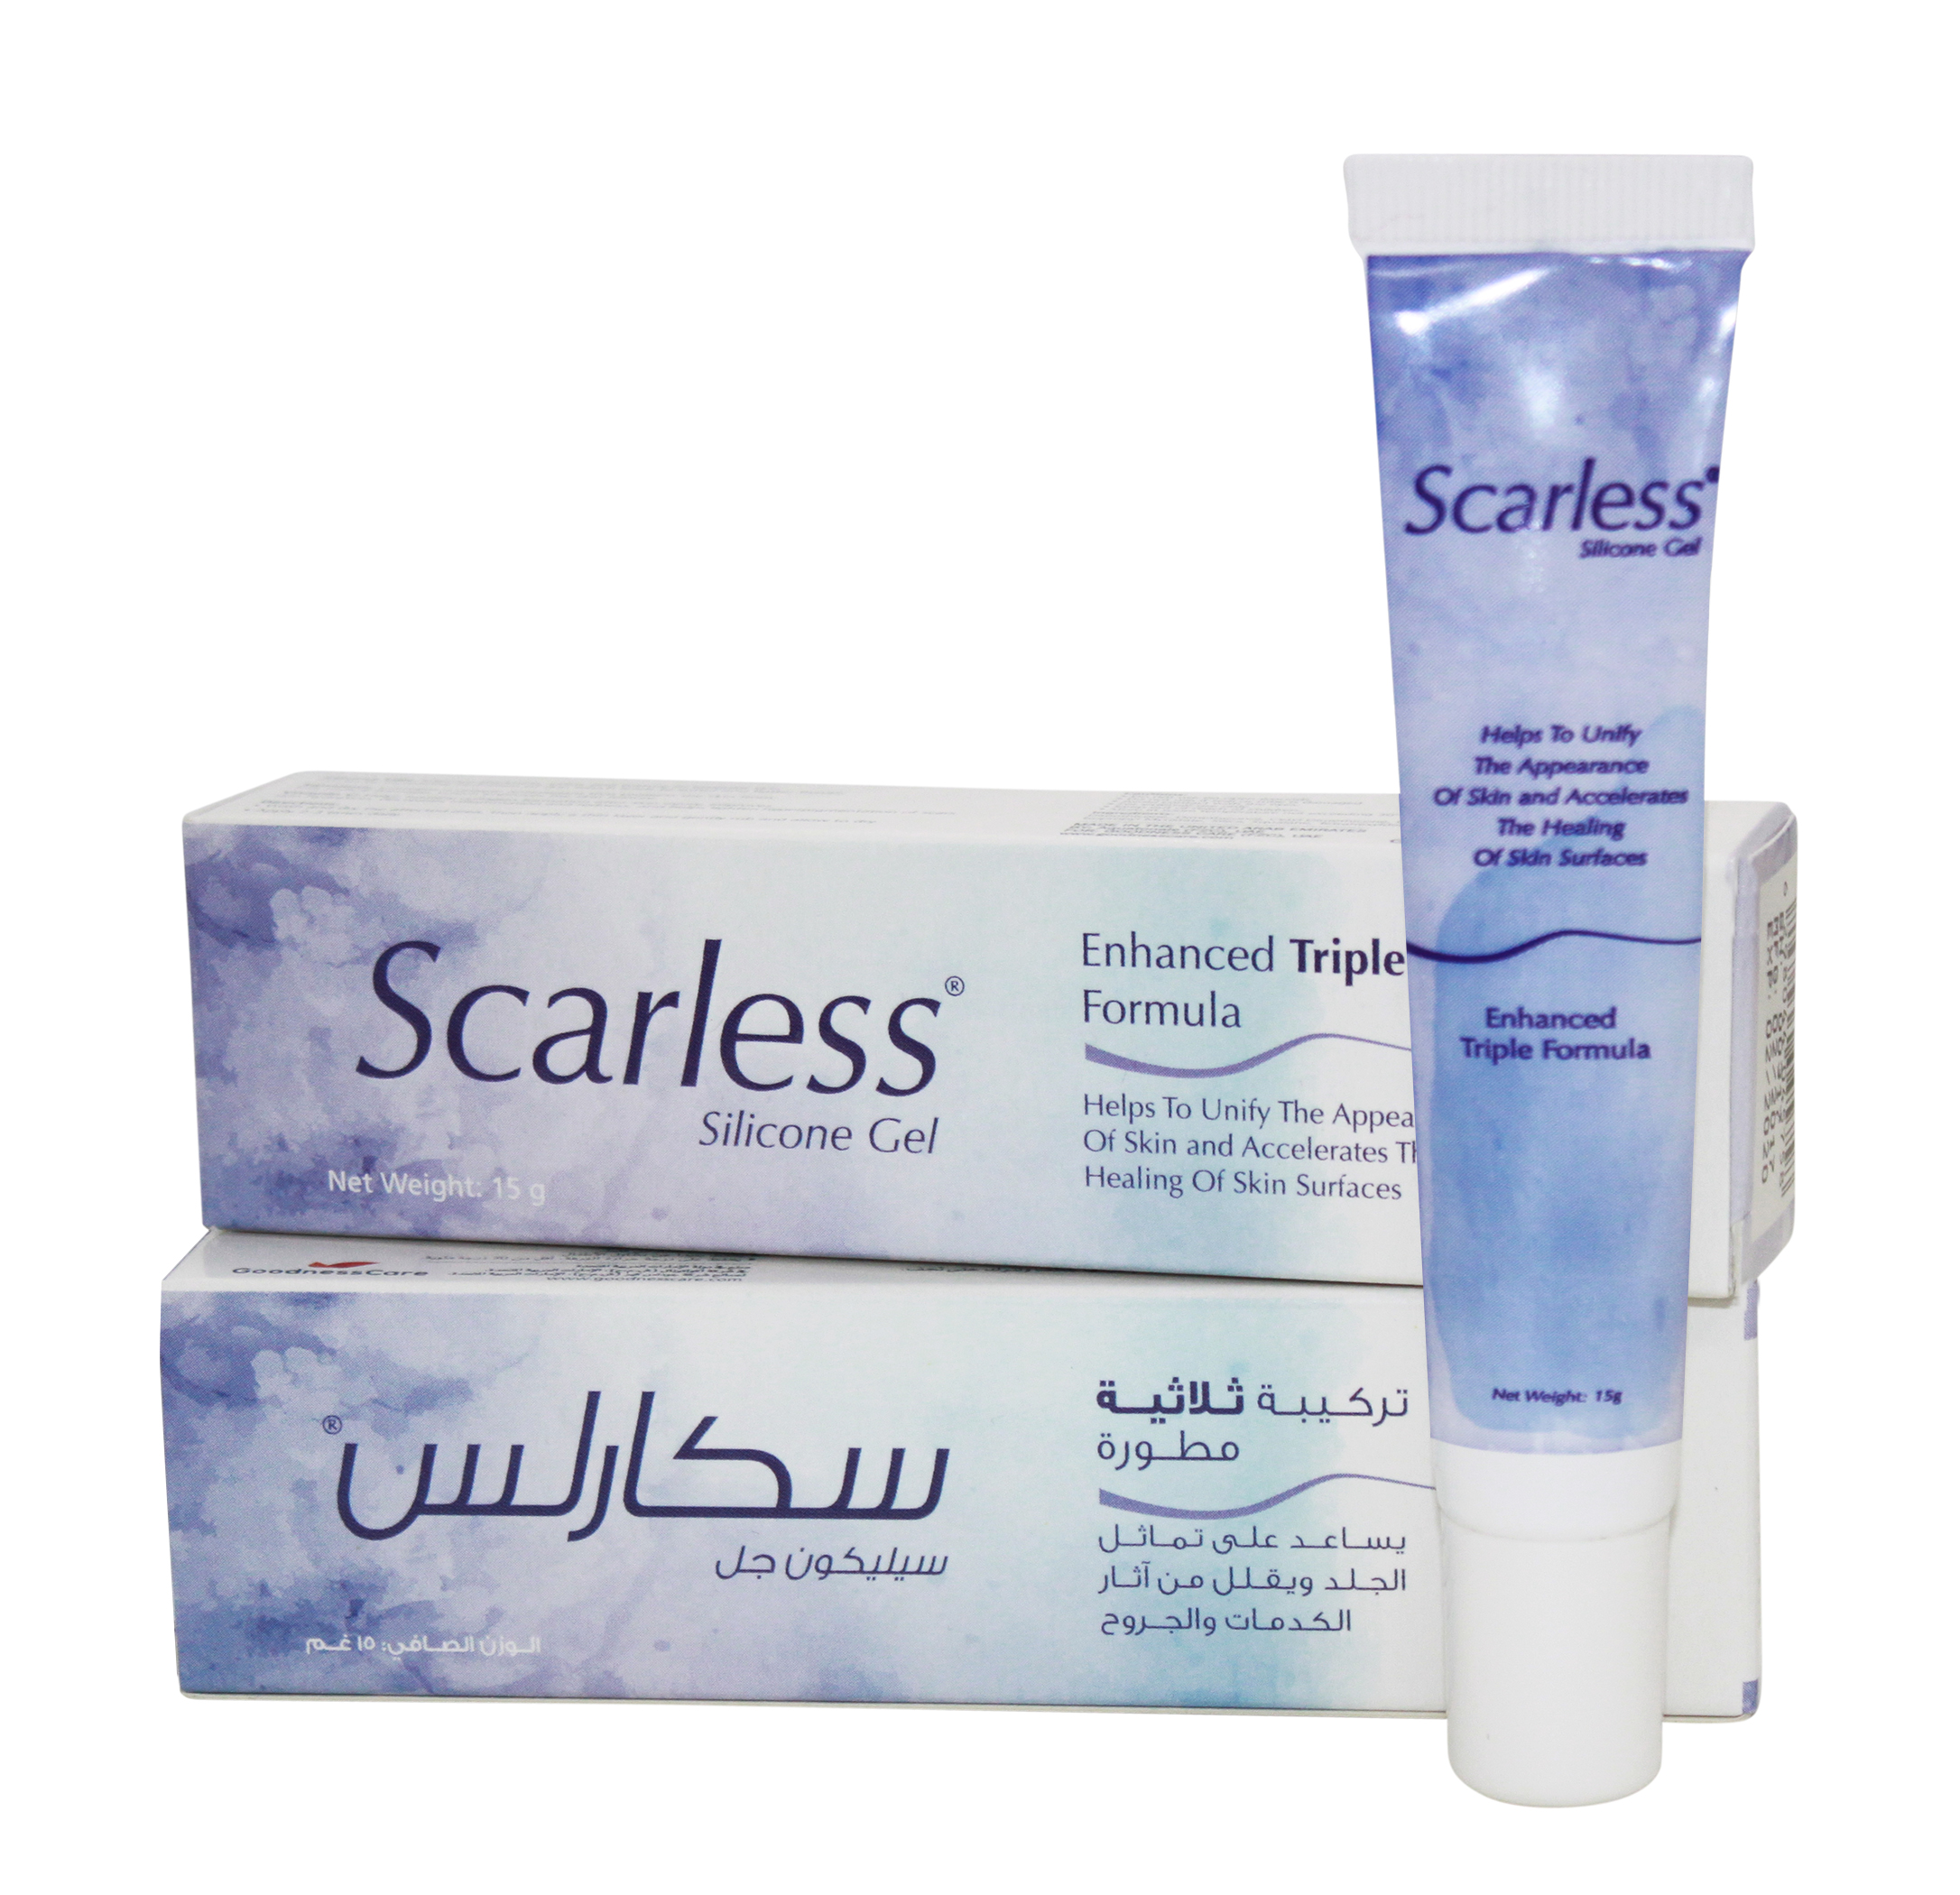 Scarless
Silicone Gel
Helps To Unify
The Appearance
Of Skin and Accelerates
The Healing
Of Skin Surfaces
Enhanced
Triple Formula
Net Weight: 15g
Scarless®
Silicone Gel
Net Weight: 15 g
Enhanced Triple
Formula
Helps To Unify The Appea
Of Skin and Accelerates Th
Healing Of Skin Surfaces
GoodnessCare
www.goodnesscare.com
سكارلس®
سيليكون جل
الوزن الصافي: ١٥ غم
تركيبة ثلاثية
مطورة
يساعد على تماثل
الجلد ويقلل من آثار
الكدمات والجروح